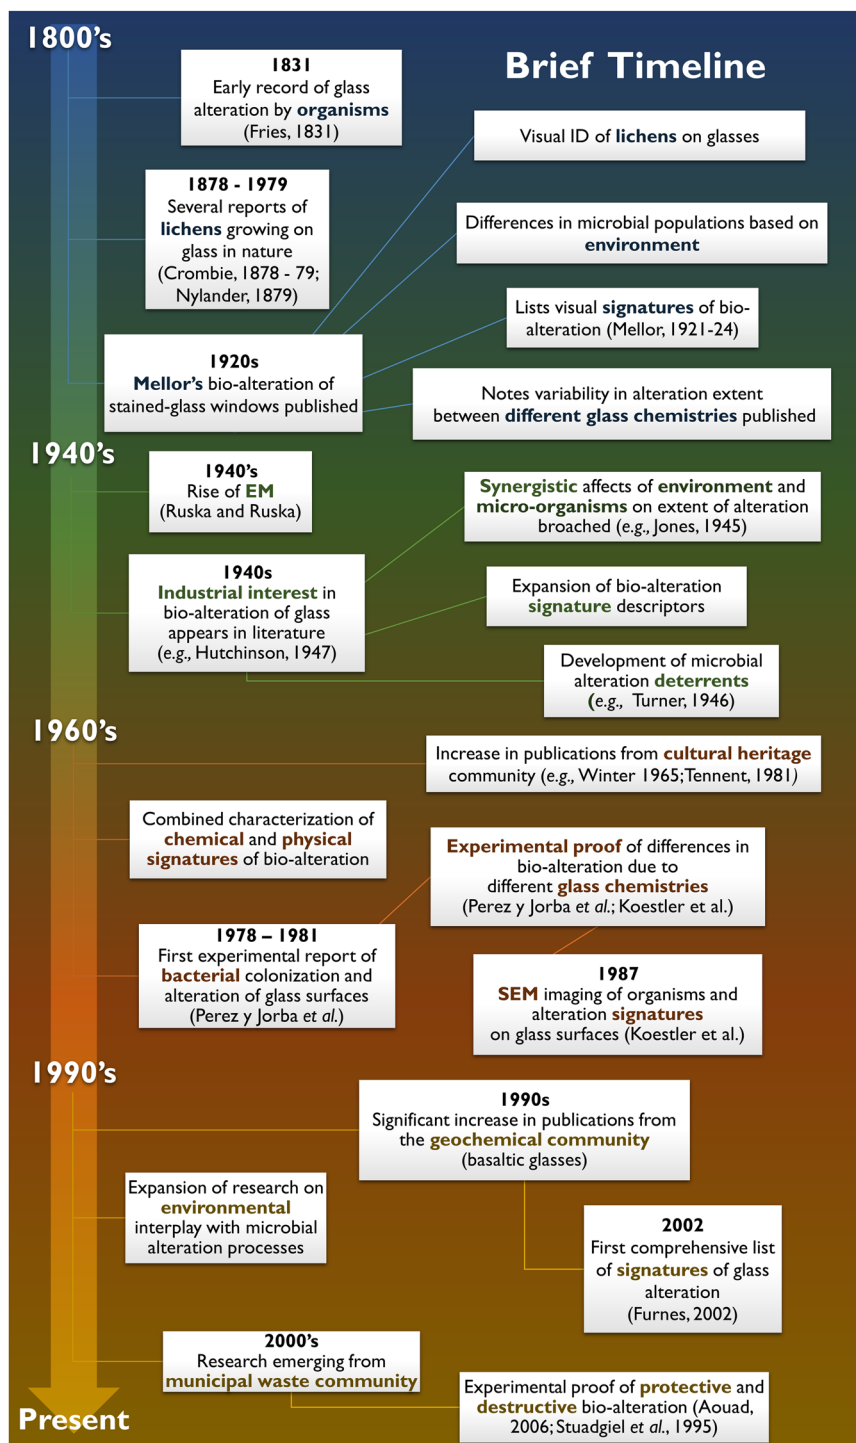 1800's
Brief Timeline
1831
Early record of glass
alteration by organisms
(Fries, 1831)
Visual ID of lichens on glasses
1878 - 1979
Several reports of
lichens growing on
glass in nature
(Crombie, 1878 - 79;
Nylander, 1879)
Differences in microbial populations based on
environment
Lists visual signatures of bio-
alteration (Mellor, 1921-24)
1920s
Mellor's bio-alteration of
stained-glass windows published
Notes variability in alteration extent
between different glass chemistries published
1940's
1940's
Rise of EM
(Ruska and Ruska)
Synergistic affects of environment and
micro-organisms on extent of alteration
broached (e.g., Jones, 1945)
1940s
Industrial interest in
bio-alteration of glass
appears in literature
(e.g., Hutchinson, 1947)
Expansion of bio-alteration
signature descriptors
Development of microbial
alteration deterrents
(e.g., Turner, 1946)
1960's
Increase in publications from cultural heritage
community (e.g., Winter 1965;Tennent, 1981)
Combined characterization of
chemical and physical
signatures of bio-alteration
Experimental proof of differences in
bio-alteration due to
different glass chemistries
(Perez y Jorba et al.; Koestler et al.)
1978 – 1981
First experimental report of
bacterial colonization and
alteration of glass surfaces
(Perez y Jorba et al.)
1987
SEM imaging of organisms and
alteration signatures
on glass surfaces (Koestler et al.)
1990's
1990s
Significant increase in publications from
the geochemical community
(basaltic glasses)
Expansion of research on
environmental
interplay with microbial
alteration processes
2002
First comprehensive list
of signatures of glass
alteration
(Furnes, 2002)
2000's
Research emerging from
municipal waste community
Experimental proof of protective and
destructive bio-alteration (Aouad,
2006; Stuadgiel et al., 1995)
Present